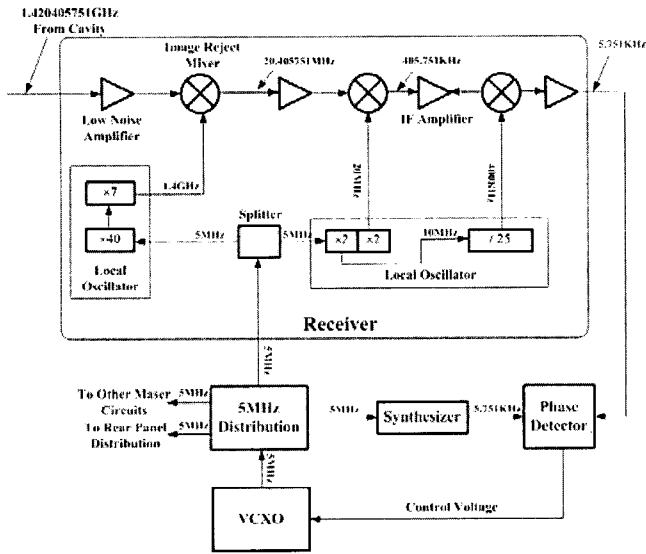 1.420405751GHz
From Cavity
Image Reject
Mixer
20.405751MHz
405.751KHz
5.751KHz
Low Noise
Amplifier
IF Amplifier
×7
1.4GHz
20MHz
400KHz
Splitter
×40
5MHz
5MHz
×2
×2
10MHz
/ 25
Local
Oscillator
Local Oscillator
Receiver
5MHz
To Other Maser
Circuits
5MHz
To Rear Panel
Distribution
5MHz
5MHz
Distribution
5MHz
Synthesizer
5.751KHz
Phase
Detector
5MHz
VCXO
Control Voltage